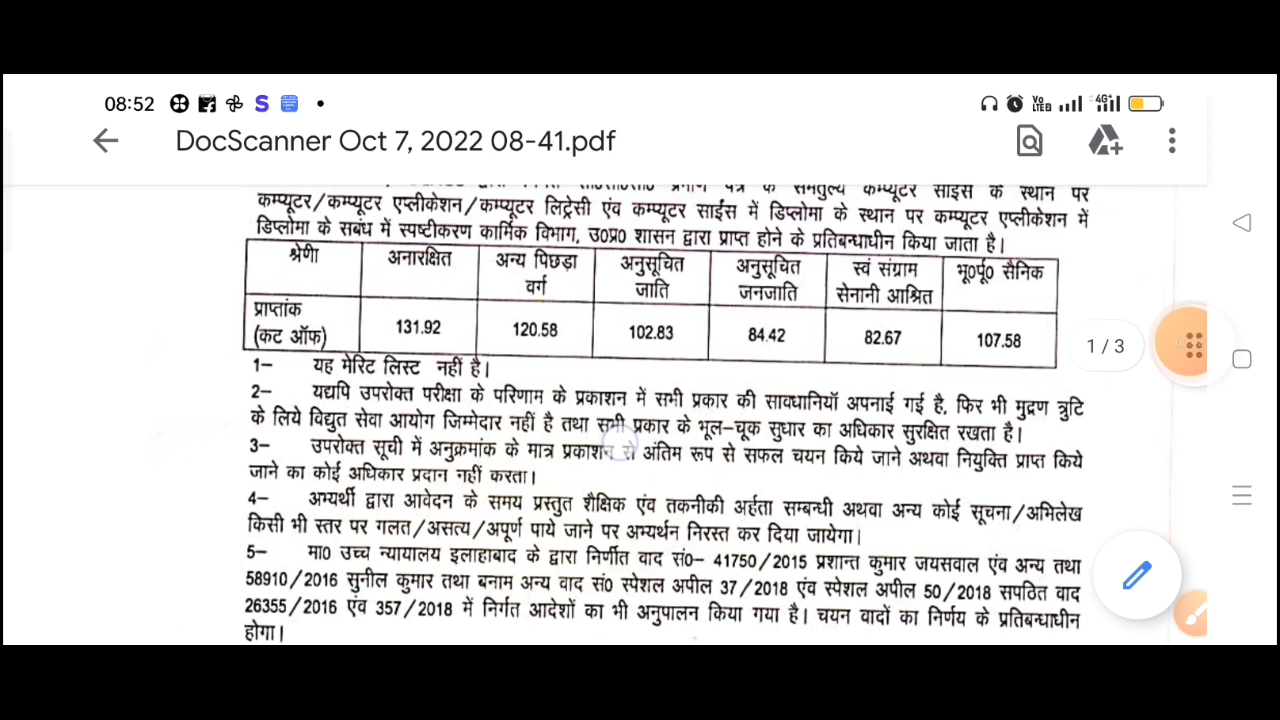 08:52 S VoLTE2 4G+
DocScanner Oct 7, 2022 08-41.pdf
प्रमाण पत्र के समतुल्य कम्प्यूटर साइंस के स्थान पर
कम्प्यूटर/कम्प्यूटर एप्लीकेशन/कम्प्यूटर लिट्रेसी एंव कम्प्यूटर साईंस में डिप्लोमा के स्थान पर कम्प्यूटर एप्लीकेशन में
डिप्लोमा के सबंध में स्पष्टीकरण कार्मिक विभाग, उ0प्र0 शासन द्वारा प्राप्त होने के प्रतिबन्धाधीन किया जाता है।
श्रेणी अनारक्षित अन्य पिछड़ा वर्ग अनुसूचित जाति अनुसूचित जनजाति स्वं संग्राम सेनानी आश्रित भू0पू0 सैनिक
प्राप्तांक (कट ऑफ) 131.92 120.58 102.83 84.42 82.67 107.58
1 / 3
1– यह मेरिट लिस्ट नहीं है।
2– यद्यपि उपरोक्त परीक्षा के परिणाम के प्रकाशन में सभी प्रकार की सावधानियॉ अपनाई गई है, फिर भी मुद्रण त्रुटि
के लिये विद्युत सेवा आयोग जिम्मेदार नहीं है तथा सभी प्रकार के भूल–चूक सुधार का अधिकार सुरक्षित रखता है।
3– उपरोक्त सूची में अनुक्रमांक के मात्र प्रकाशन से अंतिम रूप से सफल चयन किये जाने अथवा नियुक्ति प्राप्त किये
जाने का कोई अधिकार प्रदान नहीं करता।
4– अभ्यर्थी द्वारा आवेदन के समय प्रस्तुत शैक्षिक एंव तकनीकी अर्हता सम्बन्धी अथवा अन्य कोई सूचना/अभिलेख
किसी भी स्तर पर गलत/असत्य/अपूर्ण पाये जाने पर अभ्यर्थन निरस्त कर दिया जायेगा।
5– मा0 उच्च न्यायालय इलाहाबाद के द्वारा निर्णीत वाद सं0– 41750/2015 प्रशान्त कुमार जयसवाल एंव अन्य तथा
58910/2016 सुनील कुमार तथा बनाम अन्य वाद सं0 स्पेशल अपील 37/2018 एंव स्पेशल अपील 50/2018 सपठित वाद
26355/2016 एंव 357/2018 में निर्गत आदेशों का भी अनुपालन किया गया है। चयन वादों का निर्णय के प्रतिबन्धाधीन
होगा।